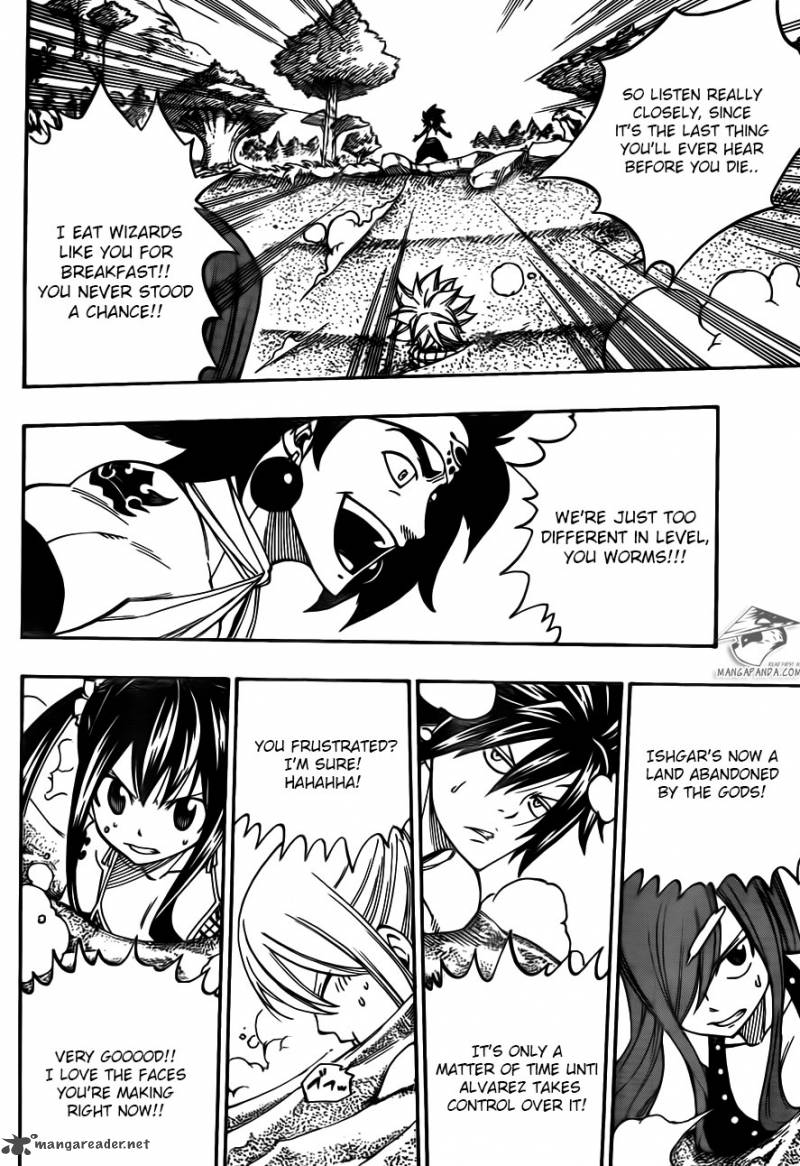 SO LISTEN REALLY
CLOSELY, SINCE
IT'S THE LAST THING
YOU'LL EVER HEAR
BEFORE YOU DIE..
I EAT WIZARDS
LIKE YOU FOR
BREAKFAST!!
YOU NEVER STOOD
A CHANCE!!
WE'RE JUST TOO
DIFFERENT IN LEVEL,
YOU WORMS!!!
READ FIRST AT
MANGAPANDA.COM
ISHGAR'S NOW A
LAND ABANDONED
BY THE GODS!
IT'S ONLY A
MATTER OF TIME UNTI
ALVAREZ TAKES
CONTROL OVER IT!
YOU FRUSTRATED?
I'M SURE!
HAHAHHA!
VERY GOOOOD!!
I LOVE THE FACES
YOU'RE MAKING
RIGHT NOW!!
mangareader.net